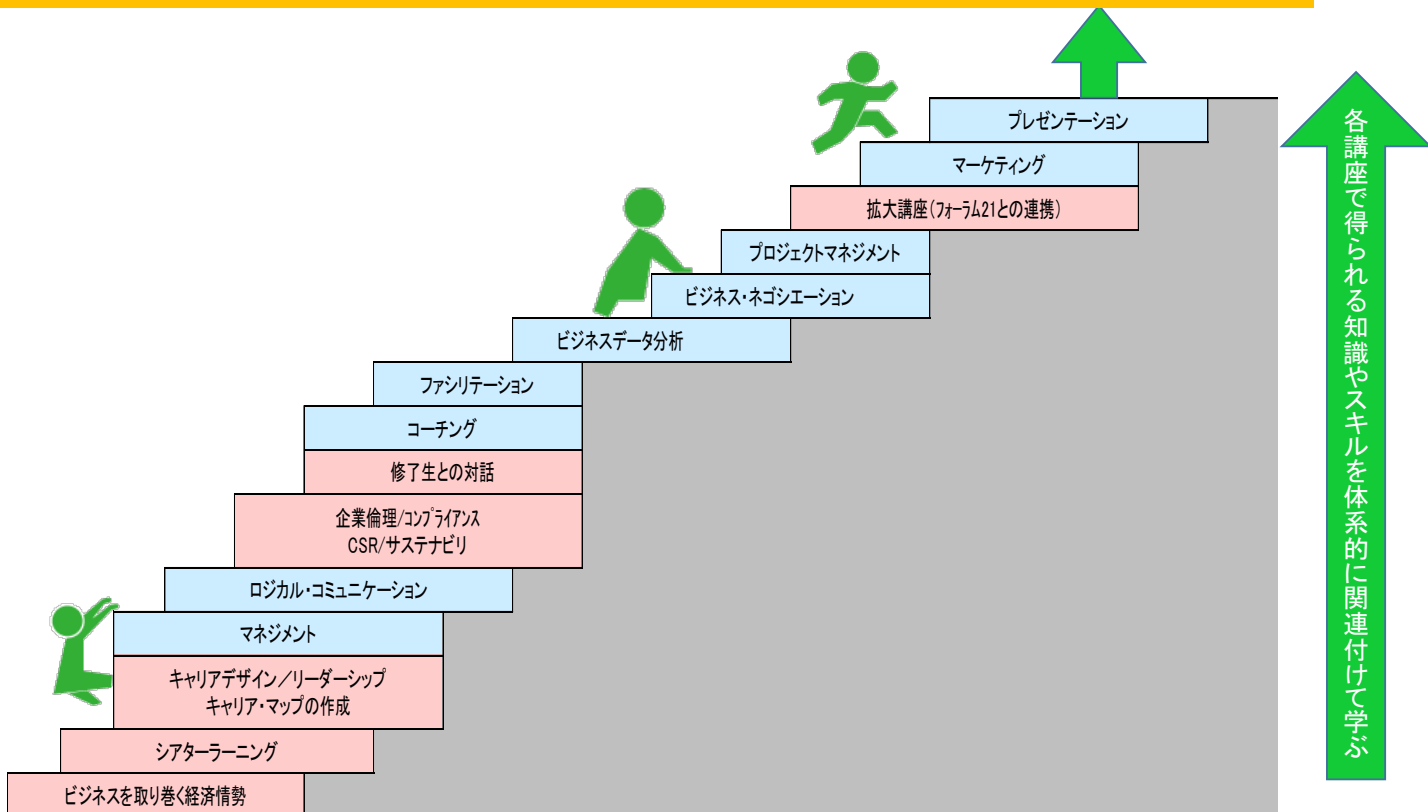 プレゼンテーション
マーケティング
拡大講座(フォーラム21との連携)
プロジェクトマネジメント
ビジネス・ネゴシエーション
ビジネスデータ分析
ファシリテーション
コーチング
修了生との対話
企業倫理/コンプライアンス
CSR/サステナビリ
ロジカル・コミュニケーション
マネジメント
キャリアデザイン／リーダーシップ
キャリア・マップの作成
シアターラーニング
ビジネスを取り巻く経済情勢
各講座で得られる知識やスキルを体系的に関連付けて学ぶ